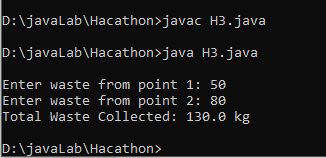 D:\javaLab\Hacathon>javac H3.java
D:\javaLab\Hacathon>java H3.java
Enter waste from point 1: 50
Enter waste from point 2: 80
Total Waste Collected: 130.0 kg
D:\javaLab\Hacathon>